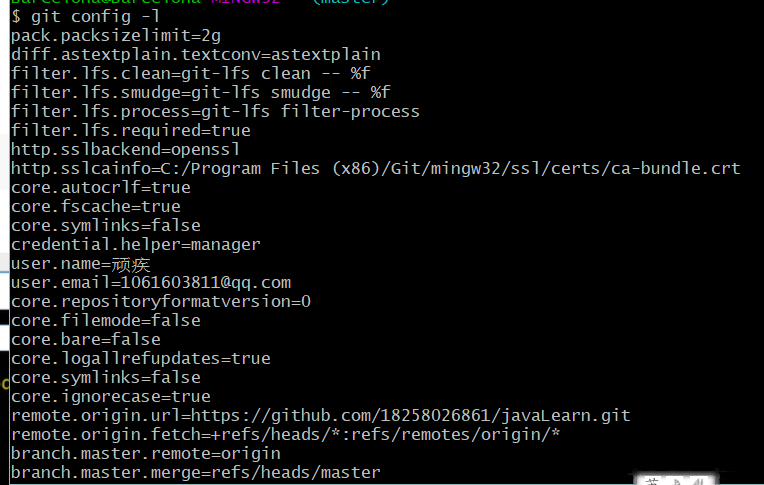 Barcelona@Barcelona MINGW32 (master)
$ git config -l
pack.packsizelimit=2g
diff.astextplain.textconv=astextplain
filter.lfs.clean=git-lfs clean -- %f
filter.lfs.smudge=git-lfs smudge -- %f
filter.lfs.process=git-lfs filter-process
filter.lfs.required=true
http.sslbackend=openssl
http.sslcainfo=C:/Program Files (x86)/Git/mingw32/ssl/certs/ca-bundle.crt
core.autocrlf=true
core.fscache=true
core.symlinks=false
credential.helper=manager
user.name=顽疾
user.email=1061603811@qq.com
core.repositoryformatversion=0
core.filemode=false
core.bare=false
core.logallrefupdates=true
core.symlinks=false
core.ignorecase=true
remote.origin.url=https://github.com/18258026861/javaLearn.git
remote.origin.fetch=+refs/heads/*:refs/remotes/origin/*
branch.master.remote=origin
branch.master.merge=refs/heads/master